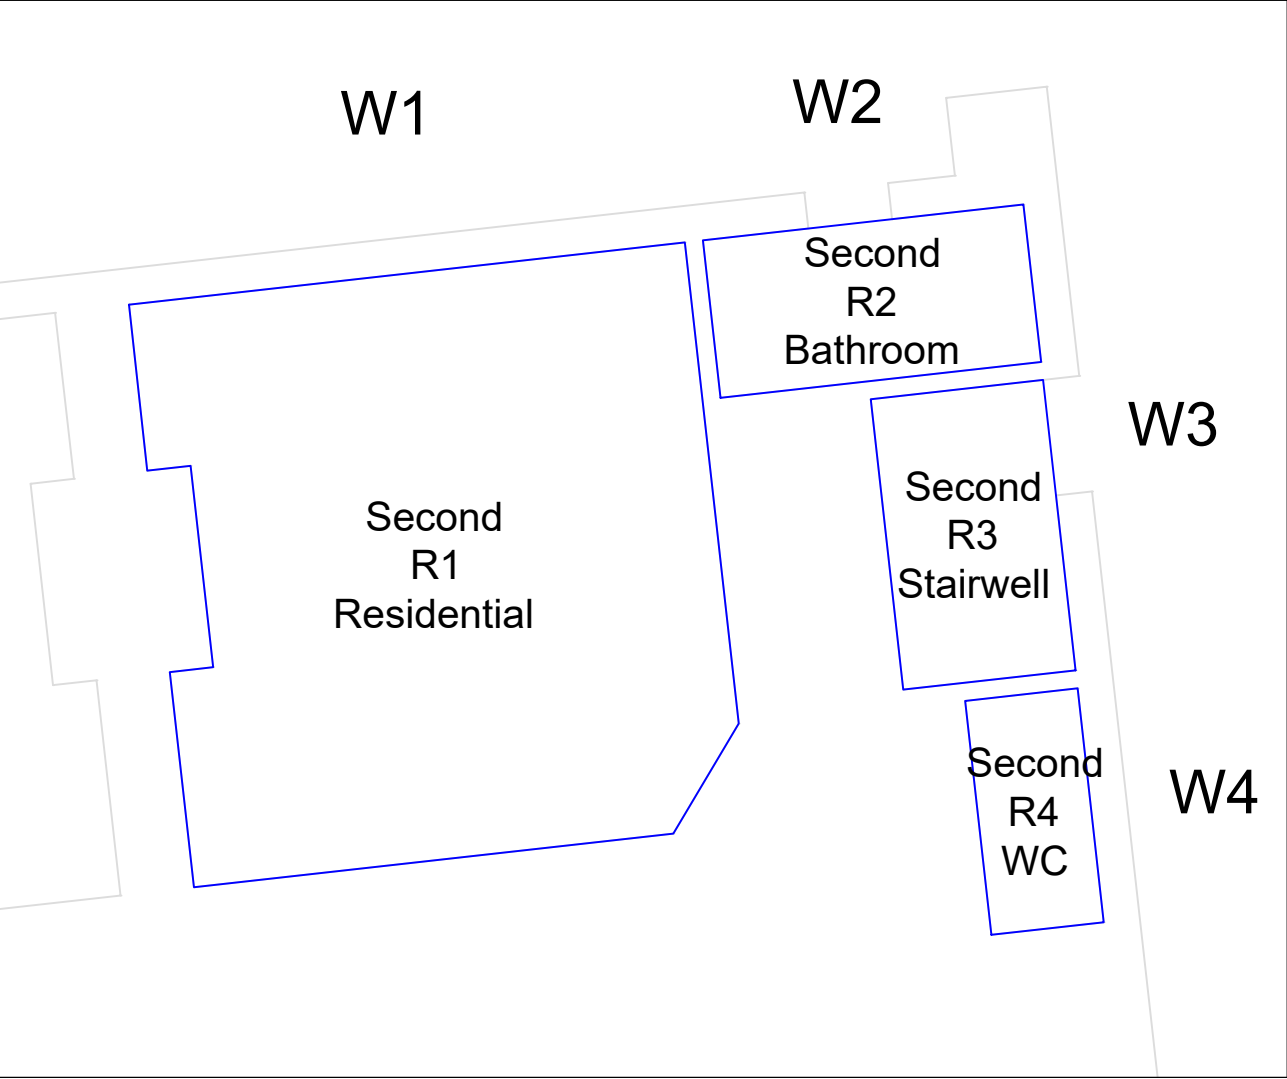 W1
W2
Second
R2
Bathroom
W3
Second
R3
Stairwell
Second
R1
Residential
Second
R4
WC
W4